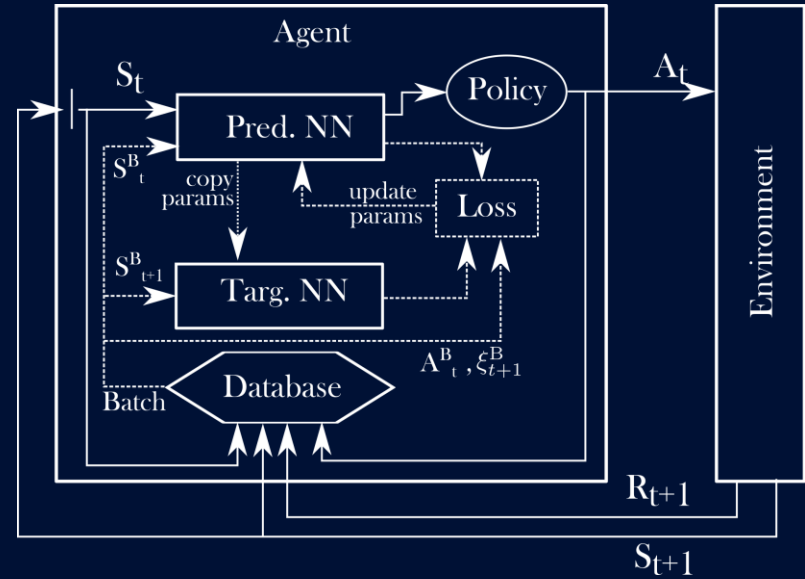 Agent
S_t
A_t
Policy
Pred. NN
S^B_t
copy
params
update
params
Loss
S^B_{t+1}
Targ. NN
Environment
A^B_t , ξ^B_{t+1}
Database
Batch
R_{t+1}
S_{t+1}